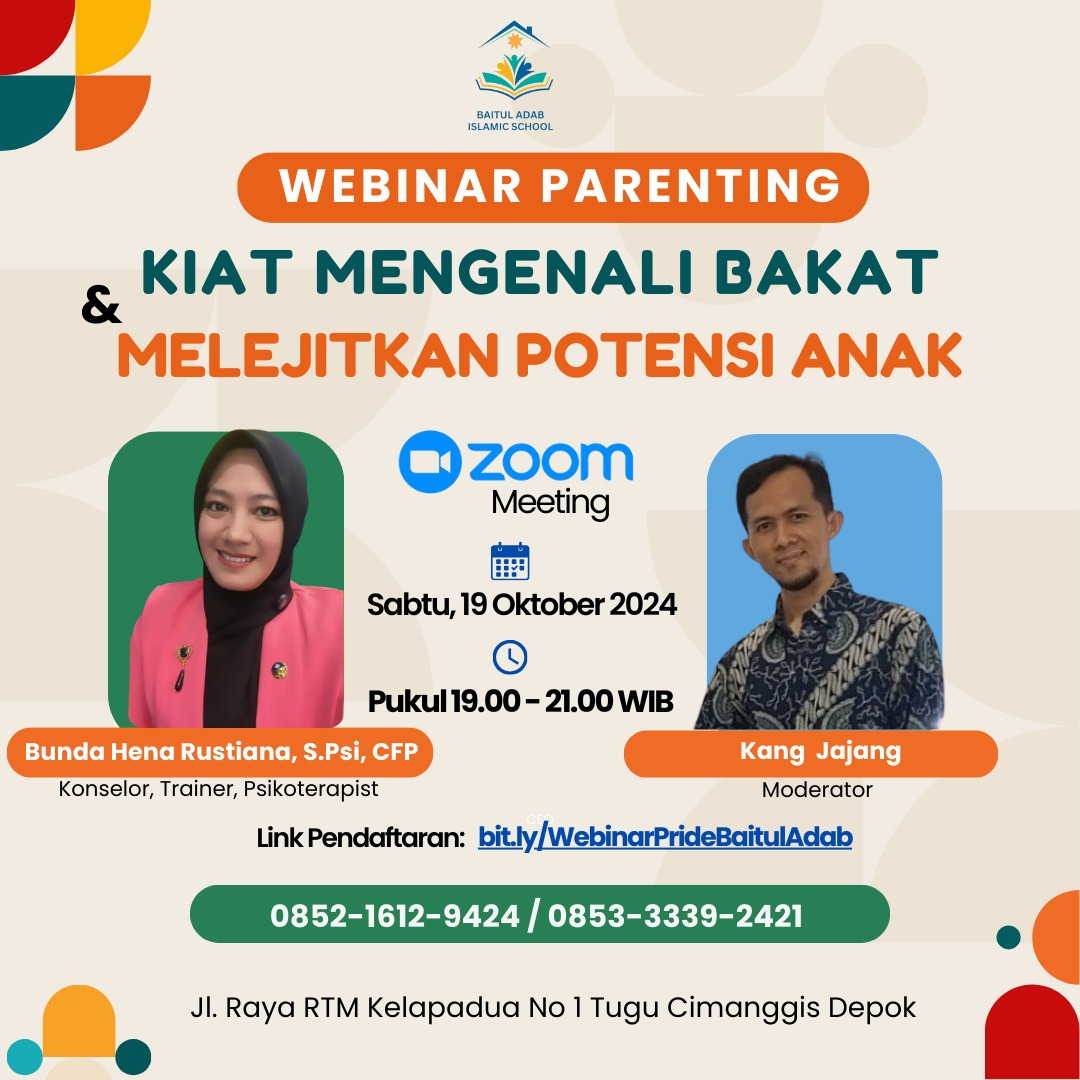 BAITUL ADAB
ISLAMIC SCHOOL
WEBINAR PARENTING
KIAT MENGENALI BAKAT
&
MELEJITKAN POTENSI ANAK
zoom
Meeting
Sabtu, 19 Oktober 2024
Pukul 19.00 - 21.00 WIB
Bunda Hena Rustiana, S.Psi, CFP
Konselor, Trainer, Psikoterapist
Kang Jajang
Moderator
CEO
Link Pendaftaran: bit.ly/WebinarPrideBaitulAdab
0852-1612-9424 / 0853-3339-2421
Jl. Raya RTM Kelapadua No 1 Tugu Cimanggis Depok